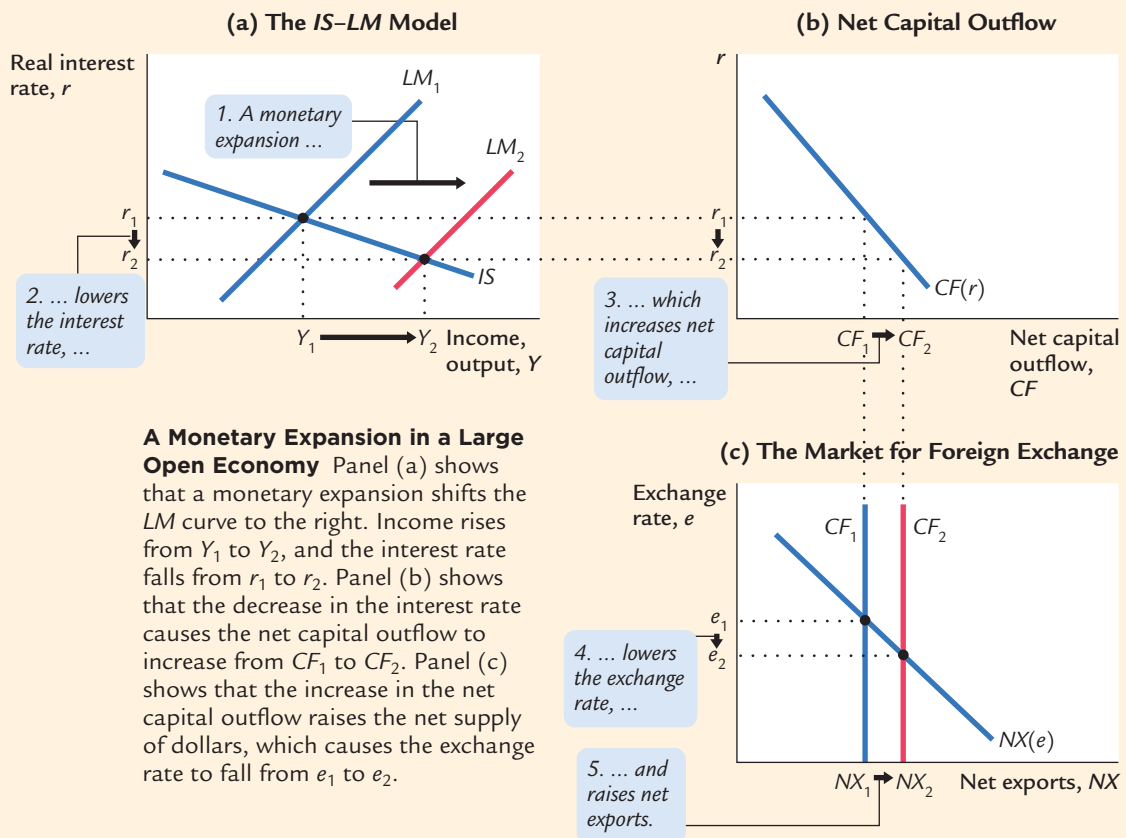 (a) The IS–LM Model
Real interest
rate, r
LM1
1. A monetary
expansion ...
LM2
r1
r2
IS
2. ... lowers
the interest
rate, ...
Y1
Y2
Income,
output, Y
(b) Net Capital Outflow
r
r1
r2
CF(r)
3. ... which
increases net
capital
outflow, ...
CF1
CF2
Net capital
outflow,
CF
A Monetary Expansion in a Large
Open Economy Panel (a) shows
that a monetary expansion shifts the
LM curve to the right. Income rises
from Y1 to Y2, and the interest rate
falls from r1 to r2. Panel (b) shows
that the decrease in the interest rate
causes the net capital outflow to
increase from CF1 to CF2. Panel (c)
shows that the increase in the net
capital outflow raises the net supply
of dollars, which causes the exchange
rate to fall from e1 to e2.
(c) The Market for Foreign Exchange
Exchange
rate, e
CF1
CF2
e1
e2
4. ... lowers
the exchange
rate, ...
NX(e)
5. ... and
raises net
exports.
NX1
NX2
Net exports, NX